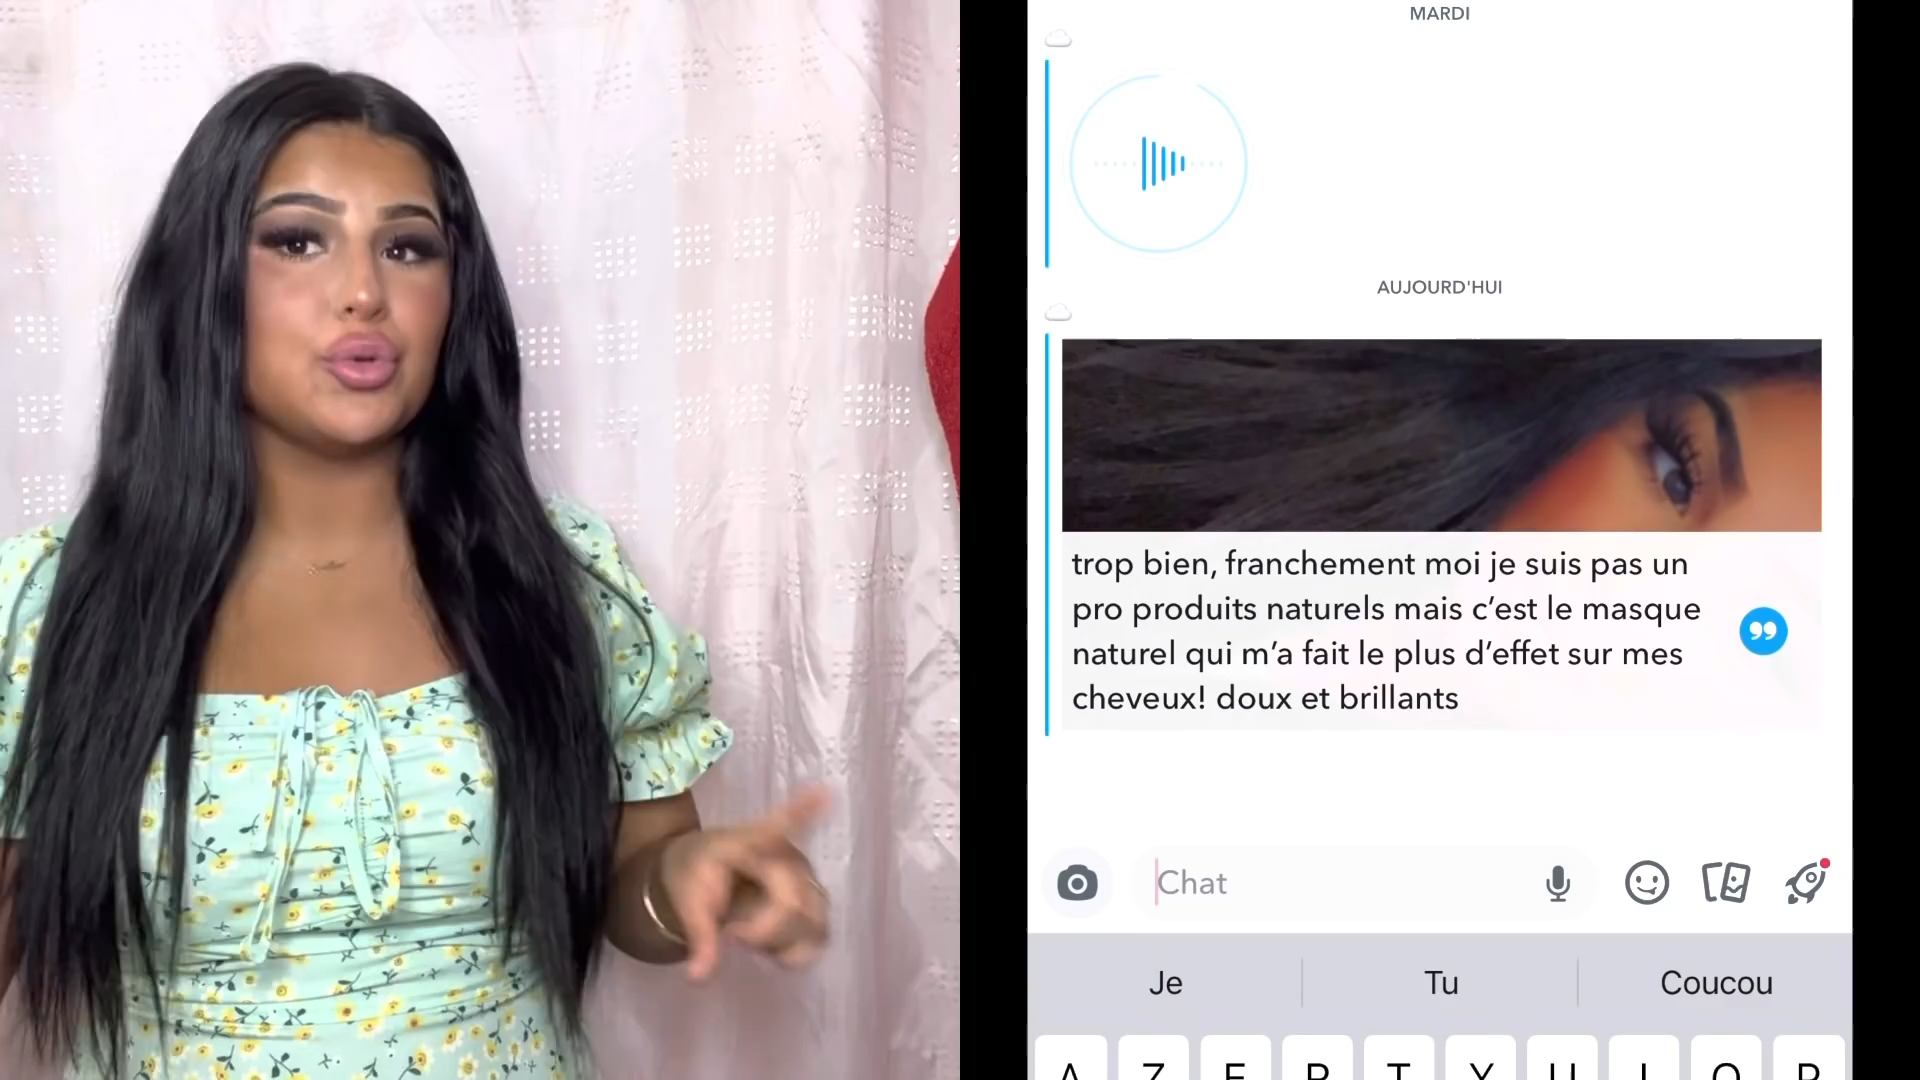 MARDI
AUJOURD'HUI
trop bien, franchement moi je suis pas un
pro produits naturels mais c’est le masque
naturel qui m’a fait le plus d’effet sur mes
cheveux! doux et brillants
Chat
Je Tu Coucou
A Z E R T Y U I O P